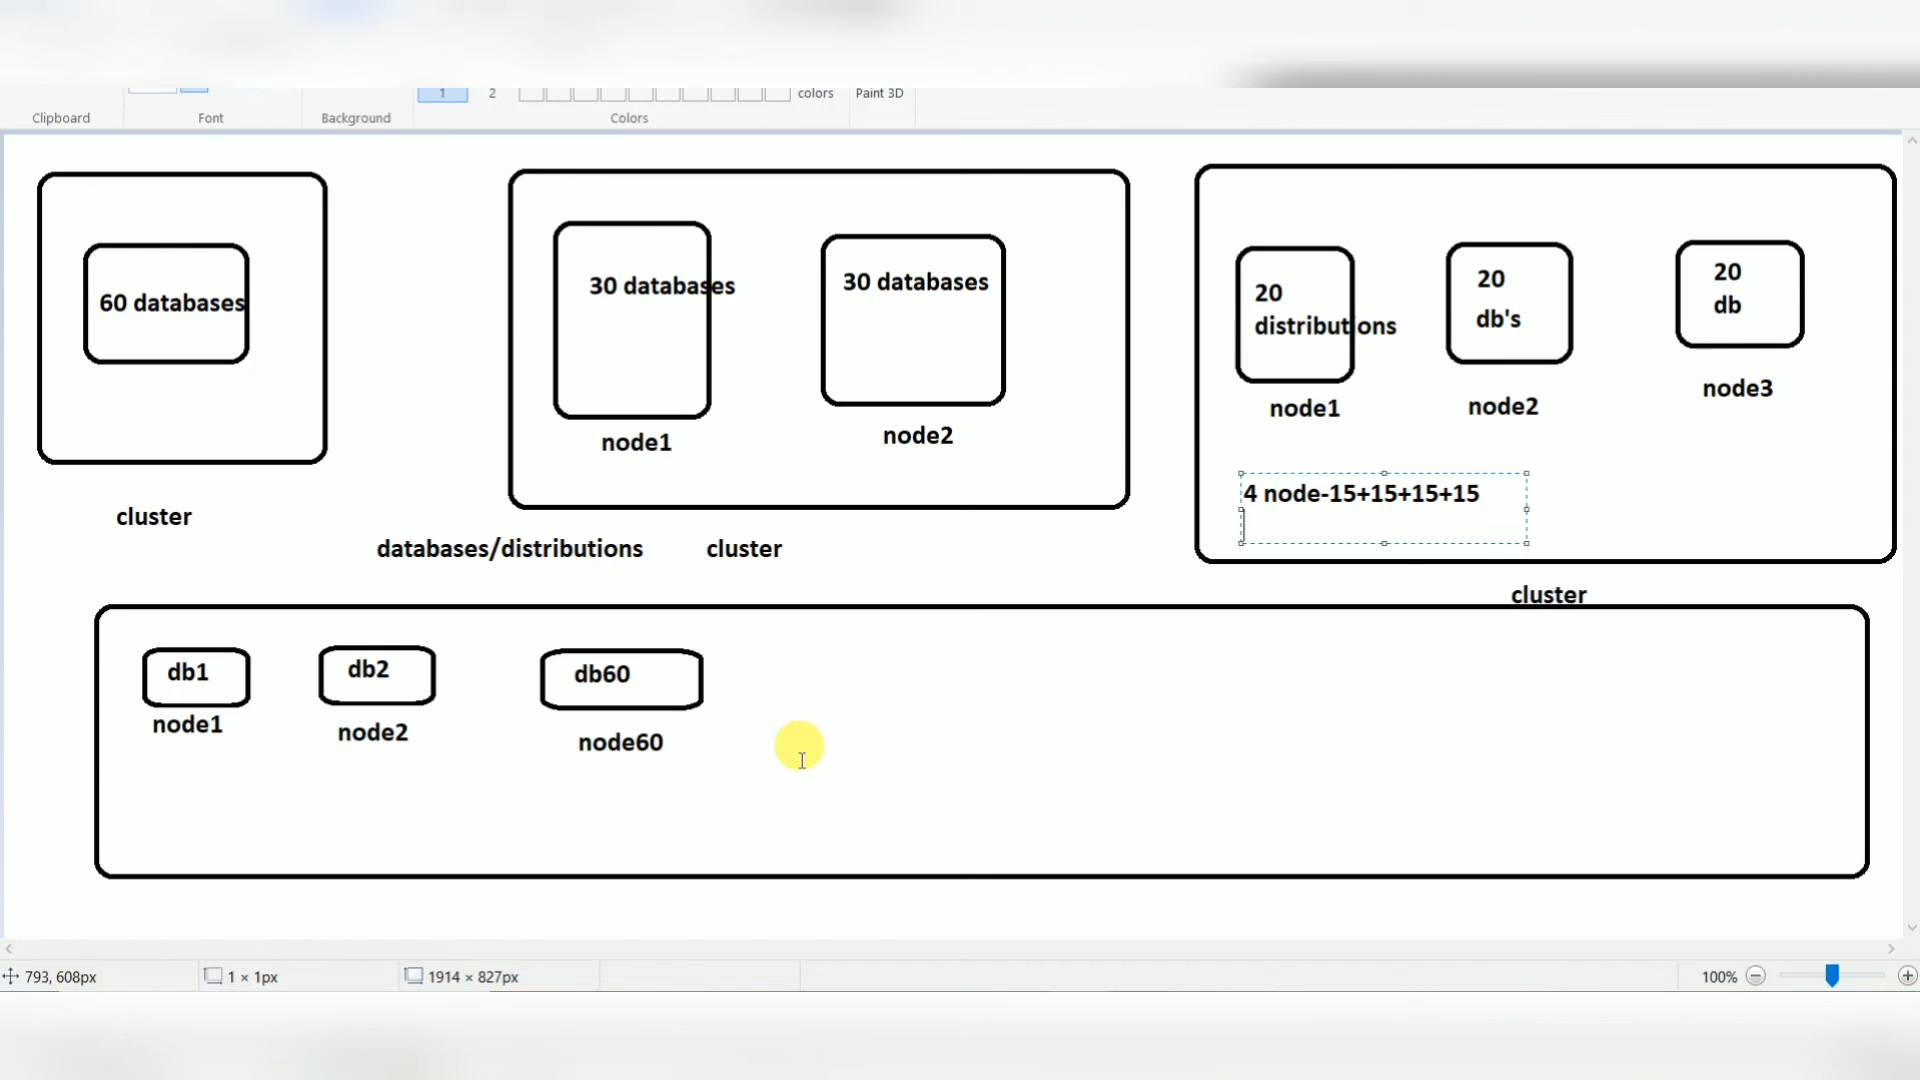 1
2
colors
Paint 3D
Clipboard
Font
Background
Colors
60 databases
cluster
30 databases
node1
30 databases
node2
databases/distributions
cluster
20
distributions
node1
20
db's
node2
20
db
node3
4 node-15+15+15+15
cluster
db1
node1
db2
node2
db60
node60
793, 608px
1 × 1px
1914 × 827px
100%